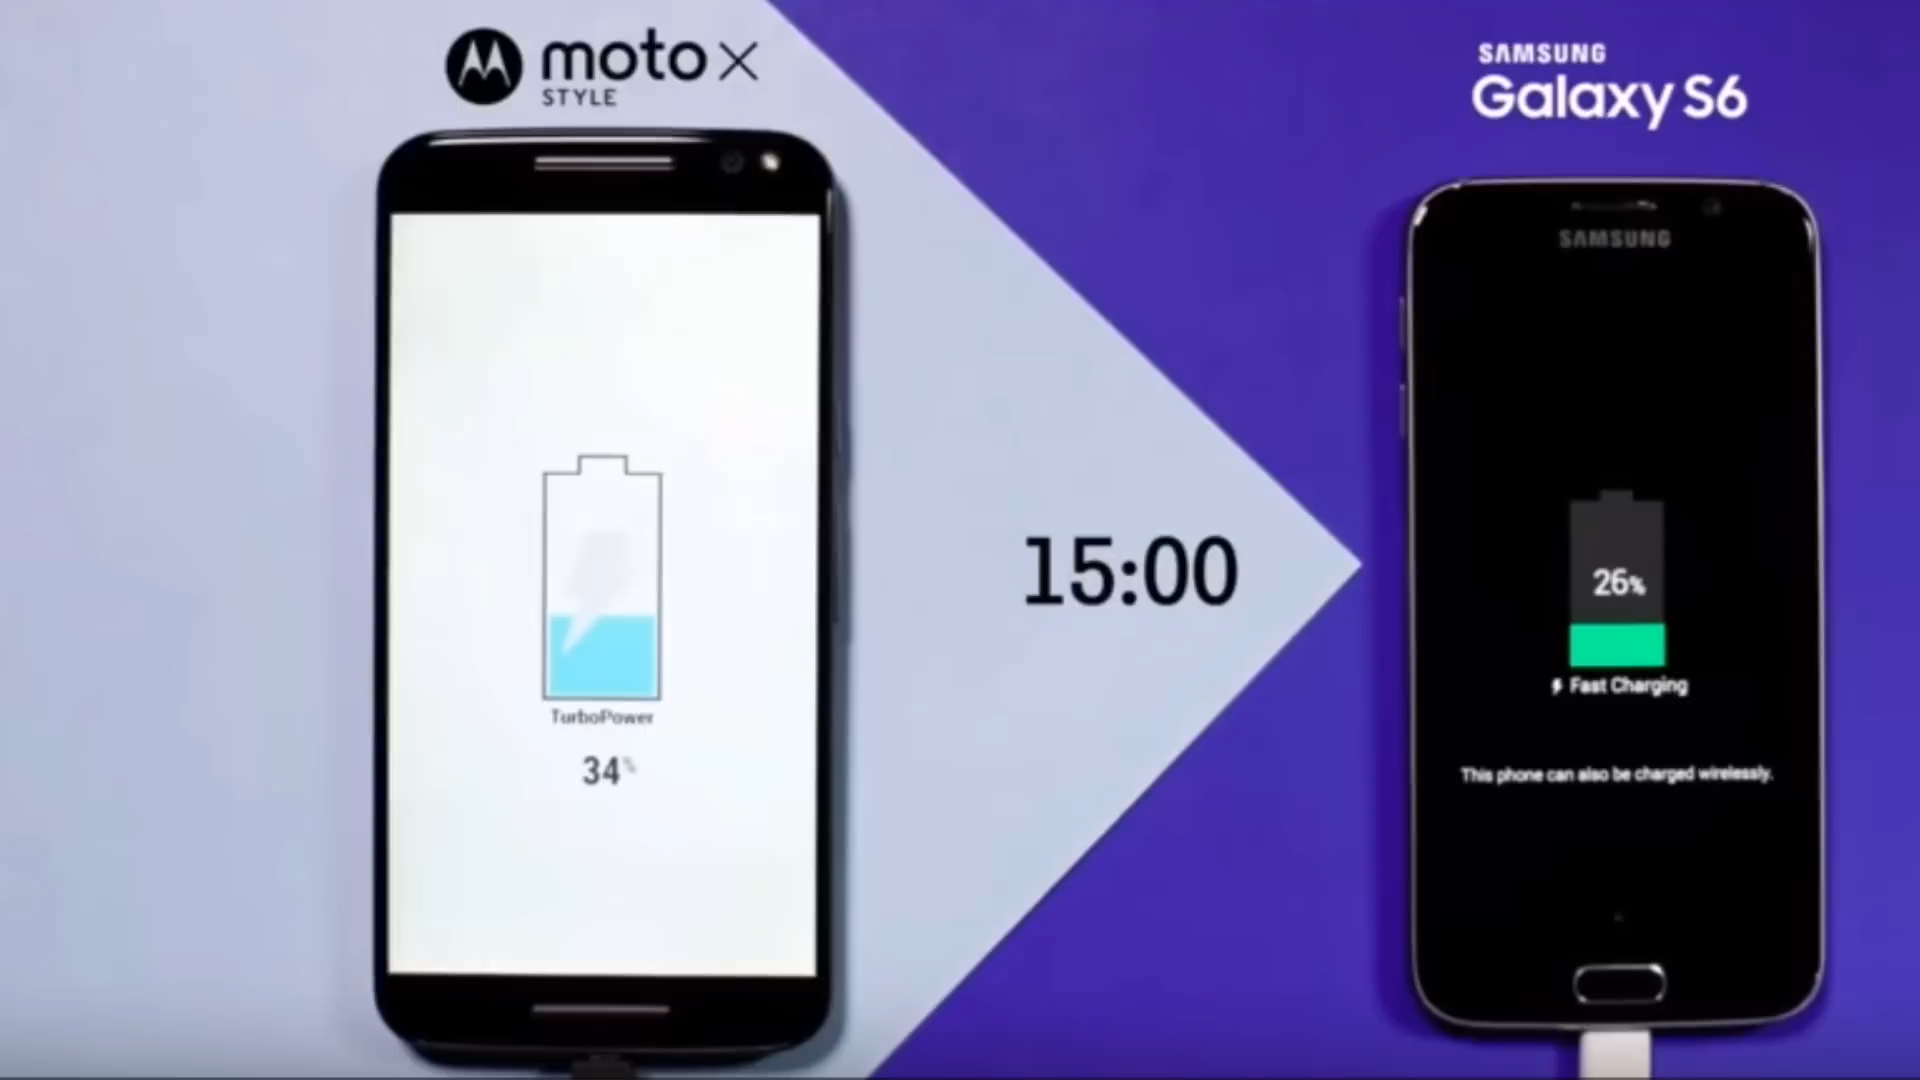 moto X
STYLE
TurboPower
34%
15:00
SAMSUNG
Galaxy S6
SAMSUNG
26%
Fast Charging
This phone can also be charged wirelessly.